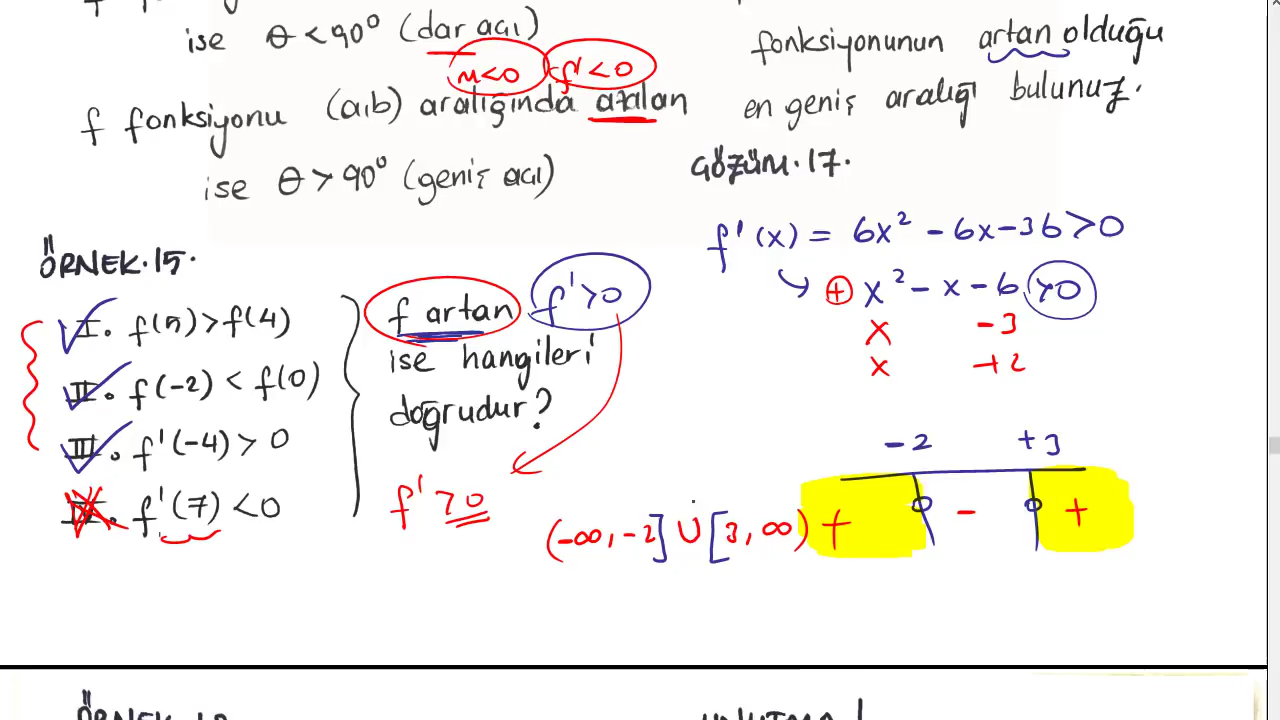 ise θ < 90° (dar açı)
m<0 f'<0
f fonksiyonu (a,b) aralığında azalan
ise θ > 90° (geniş açı)
ÖRNEK.15.
I. f(5) > f(4)
II. f(-2) < f(0)
III. f'(-4) > 0
f'(7) < 0
f artan f'>0
ise hangileri
doğrudur?
f' > 0
fonksiyonunun artan olduğu
en geniş aralığı bulunuz.
ÇÖZÜM.17.
f'(x) = 6x² - 6x - 36 > 0
+ x² - x - 6 > 0
x -3
x +2
-2 +3
+ - +
(-∞, -2] ∪ [3, ∞)